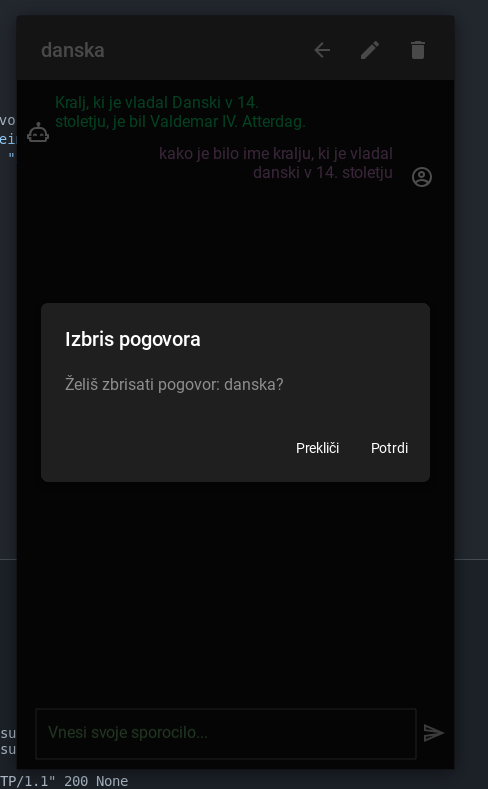 danska
vo
Kralj, ki je vladal Danski v 14.
stoletju, je bil Valdemar IV. Atterdag.
ein
"
kako je bilo ime kralju, ki je vladal
danski v 14. stoletju
Izbris pogovora
Želiš zbrisati pogovor: danska?
Prekliči Potrdi
Vnesi svoje sporocilo...
su
su
TP/1.1" 200 None